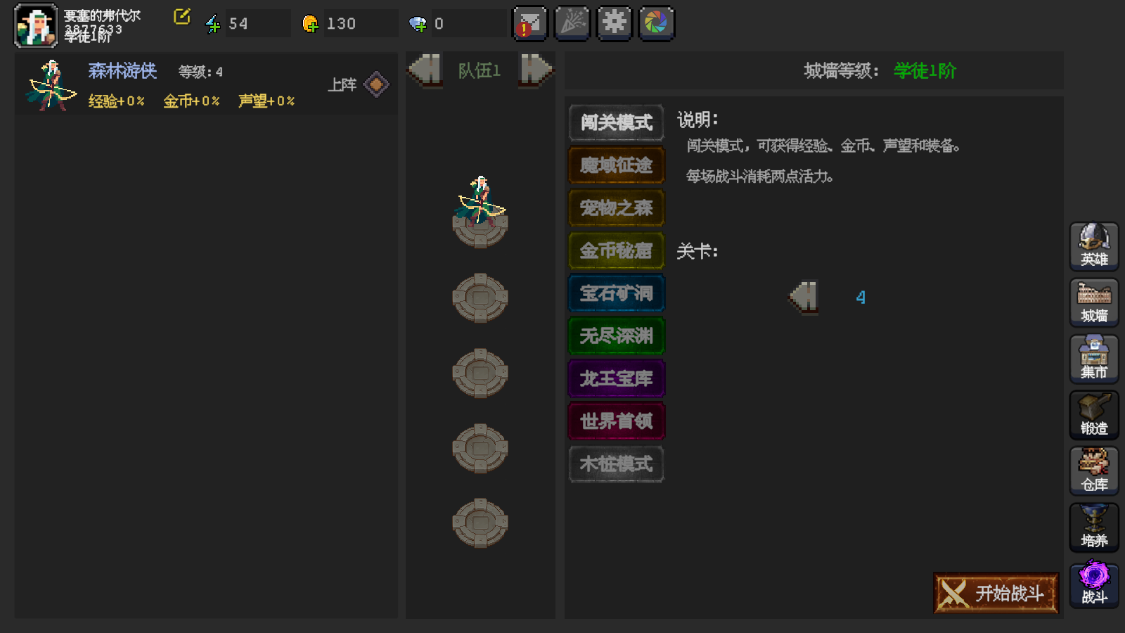 要塞的弗代尔
2877633
学徒1阶
54
130
0
森林游侠 等级:4
经验+0% 金币+0% 声望+0%
上阵
队伍1
城墙等级: 学徒1阶
闯关模式
魔域征途
宠物之森
金币秘窟
宝石矿洞
无尽深渊
龙王宝库
世界首领
木桩模式
说明:
闯关模式，可获得经验、金币、声望和装备。
每场战斗消耗两点活力。
关卡:
4
英雄
城墙
集市
锻造
仓库
培养
战斗
开始战斗